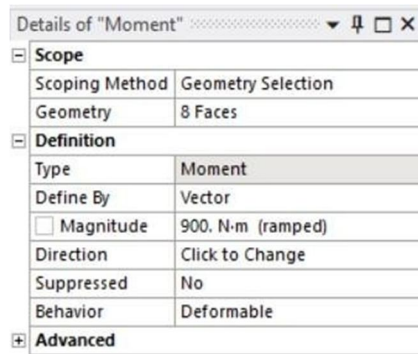 Details of "Moment"
Scope
Scoping Method Geometry Selection
Geometry 8 Faces
Definition
Type Moment
Define By Vector
Magnitude 900. N·m (ramped)
Direction Click to Change
Suppressed No
Behavior Deformable
Advanced